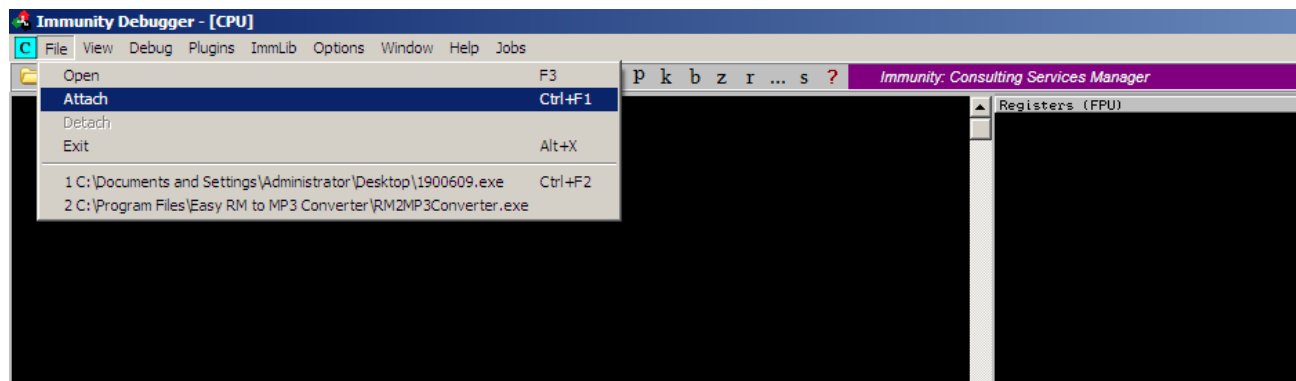 Immunity Debugger - [CPU]
C File View Debug Plugins ImmLib Options Window Help Jobs
p k b z r ... s ? Immunity: Consulting Services Manager
Open F3
Attach Ctrl+F1
Detach
Exit Alt+X
1 C:\Documents and Settings\Administrator\Desktop\1900609.exe Ctrl+F2
2 C:\Program Files\Easy RM to MP3 Converter\RM2MP3Converter.exe
Registers (FPU)